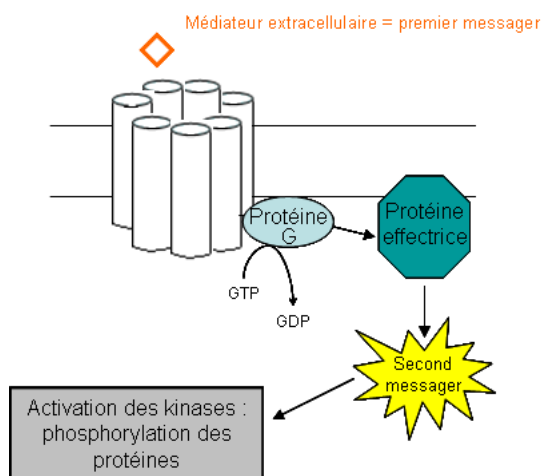 Médiateur extracellulaire = premier messager
Protéine
G
Protéine
effectrice
GTP
GDP
Second
messager
Activation des kinases :
phosphorylation des
protéines